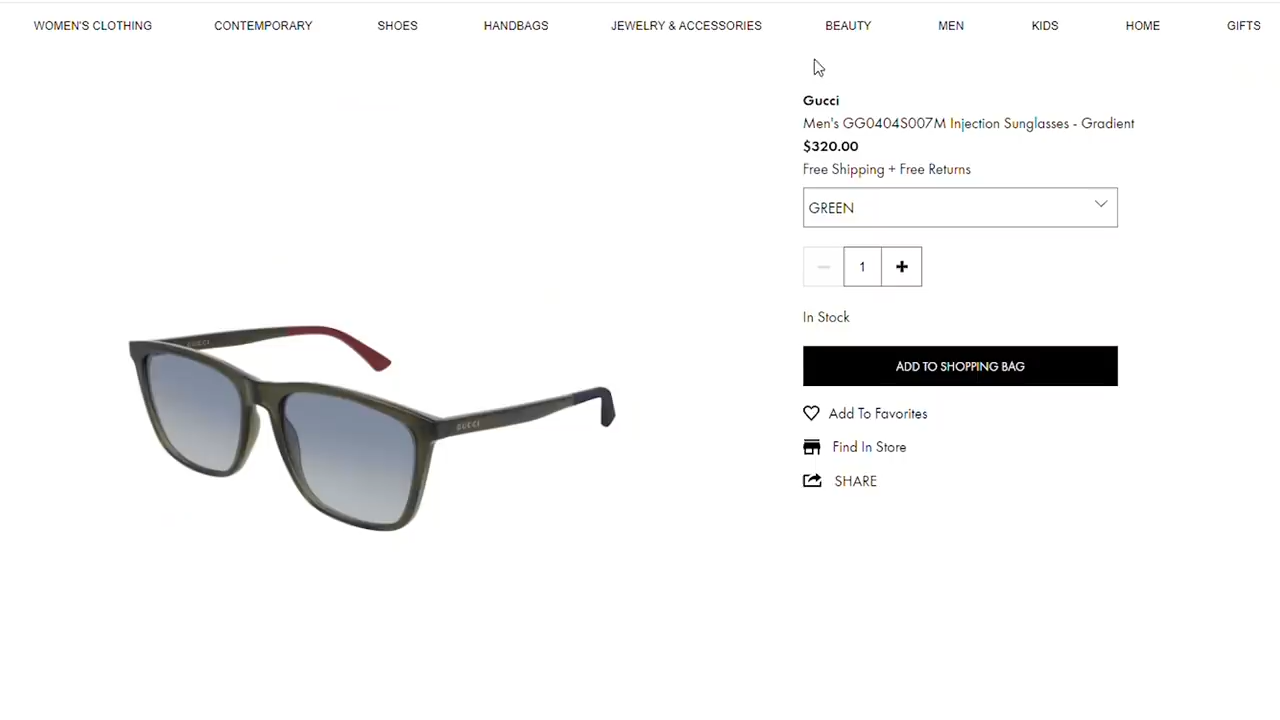 WOMEN'S CLOTHING CONTEMPORARY SHOES HANDBAGS JEWELRY & ACCESSORIES BEAUTY MEN KIDS HOME GIFTS
Gucci
Men's GG0404S007M Injection Sunglasses - Gradient
$320.00
Free Shipping + Free Returns
GREEN
1
In Stock
ADD TO SHOPPING BAG
Add To Favorites
Find In Store
SHARE
GUCCI
GUCCI